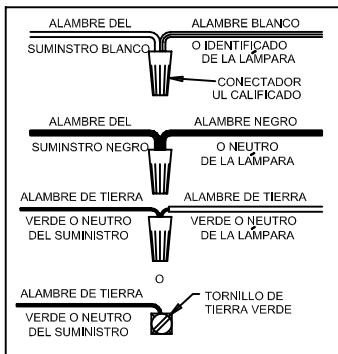 ALAMBRE DEL ALAMBRE BLANCO
SUMINSTRO BLANCO O IDENTIFICADO
DE LA LÁMPARA
CONECTADOR
UL CALIFICADO
ALAMBRE DEL ALAMBRE NEGRO
SUMINSTRO NEGRO O NEUTRO
DE LA LÁMPARA
ALAMBRE DE TIERRA ALAMBRE DE TIERRA
VERDE O NEUTRO VERDE O NEUTRO
DEL SUMINISTRO DE LA LÁMPARA
O
ALAMBRE DE TIERRA
TORNILLO DE
TIERRA VERDE
VERDE O NEUTRO
DEL SUMINISTRO